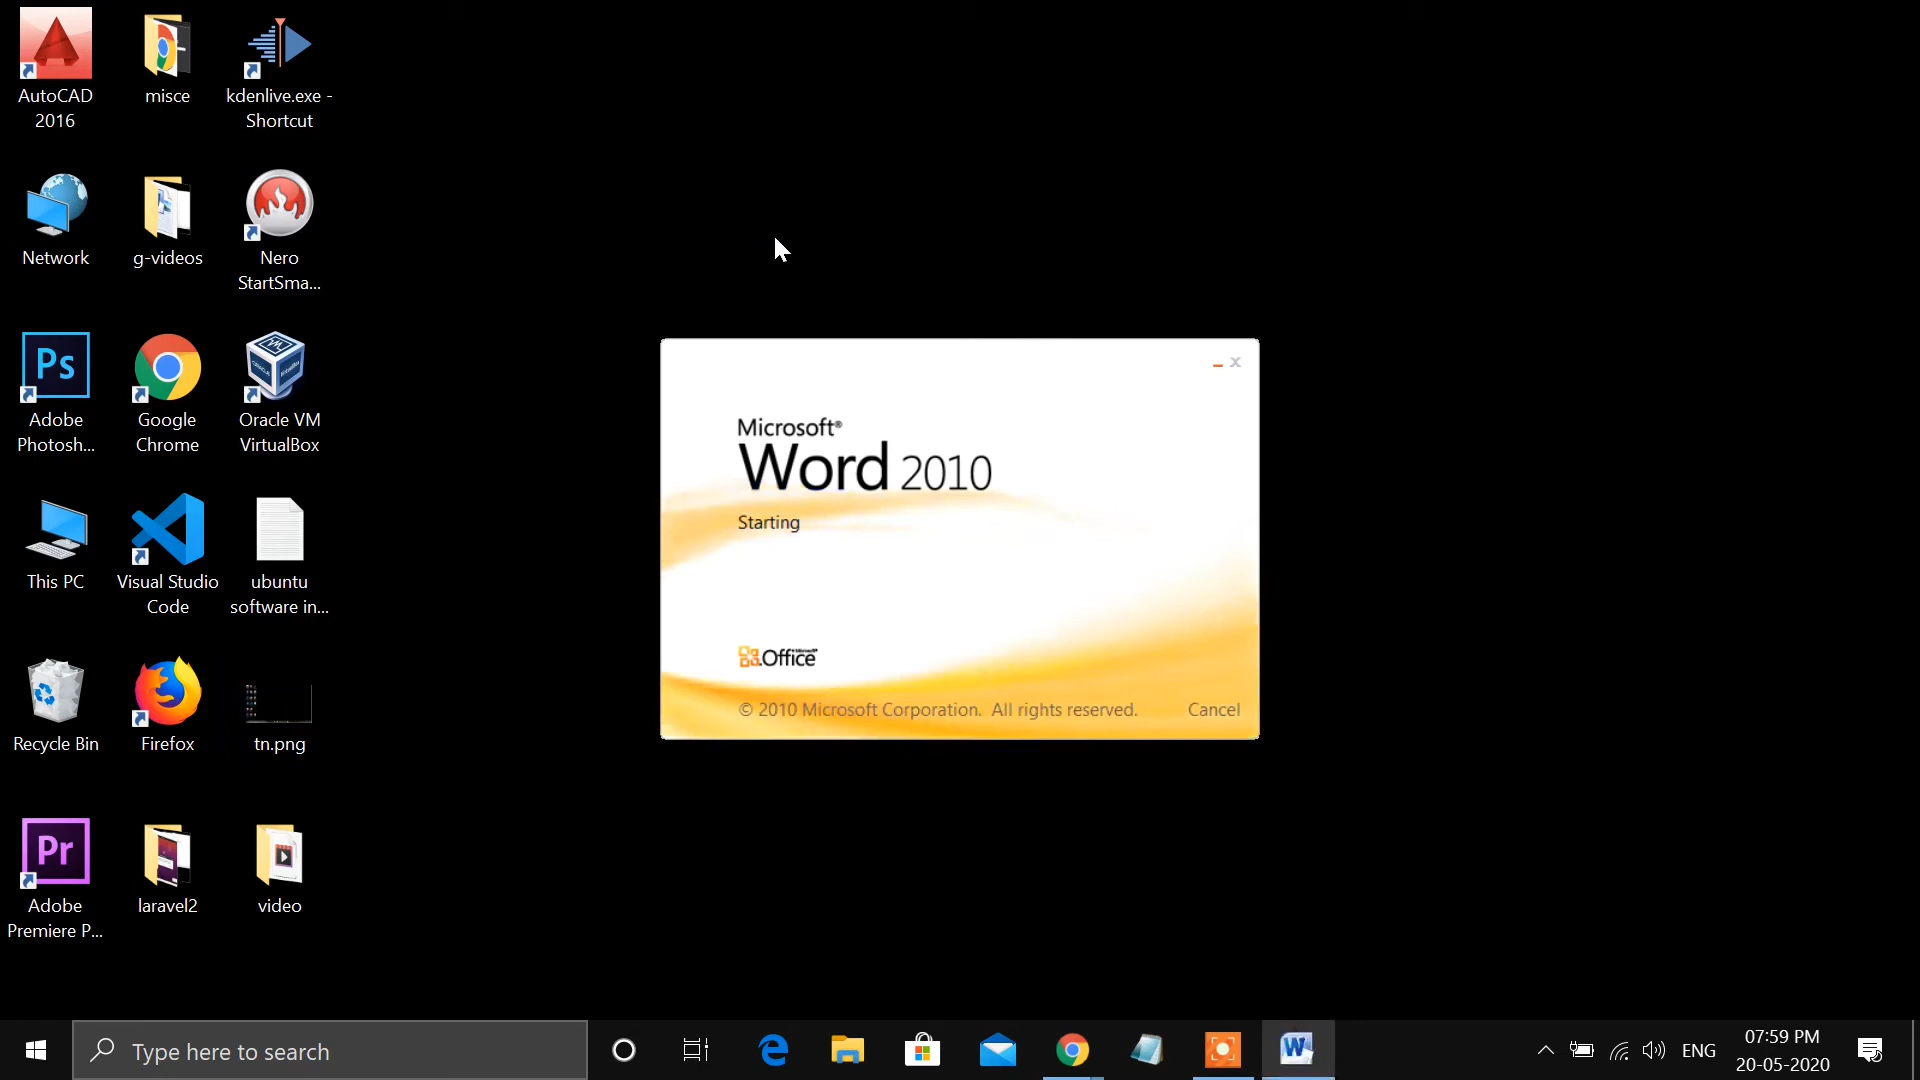 AutoCAD
2016
misce
kdenlive.exe -
Shortcut
Network
g-videos
Nero
StartSma...
Ps
Adobe
Photosh...
Google
Chrome
Oracle VM
VirtualBox
This PC
Visual Studio
Code
ubuntu
software in...
Recycle Bin
Firefox
tn.png
Pr
Adobe
Premiere P...
laravel2
video
Microsoft®
Word 2010
Starting
Office
© 2010 Microsoft Corporation. All rights reserved.
Cancel
Type here to search
W
ENG
07:59 PM
20-05-2020